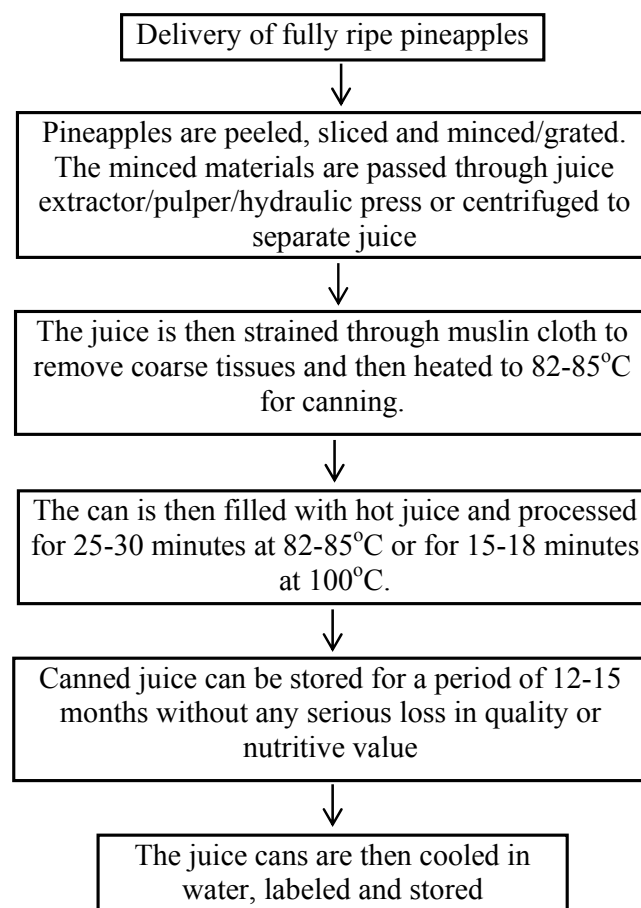 Delivery of fully ripe pineapples
Pineapples are peeled, sliced and minced/grated.
The minced materials are passed through juice
extractor/pulper/hydraulic press or centrifuged to
separate juice
The juice is then strained through muslin cloth to
remove coarse tissues and then heated to 82-85°C
for canning.
The can is then filled with hot juice and processed
for 25-30 minutes at 82-85°C or for 15-18 minutes
at 100°C.
Canned juice can be stored for a period of 12-15
months without any serious loss in quality or
nutritive value
The juice cans are then cooled in
water, labeled and stored